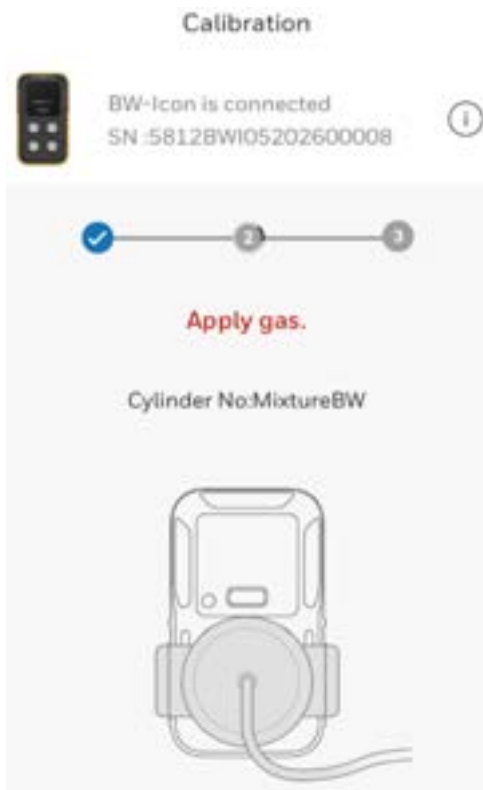 Calibration
BW-Icon is connected
SN :5812BWI05202600008
2
3
Apply gas.
Cylinder No:MixtureBW